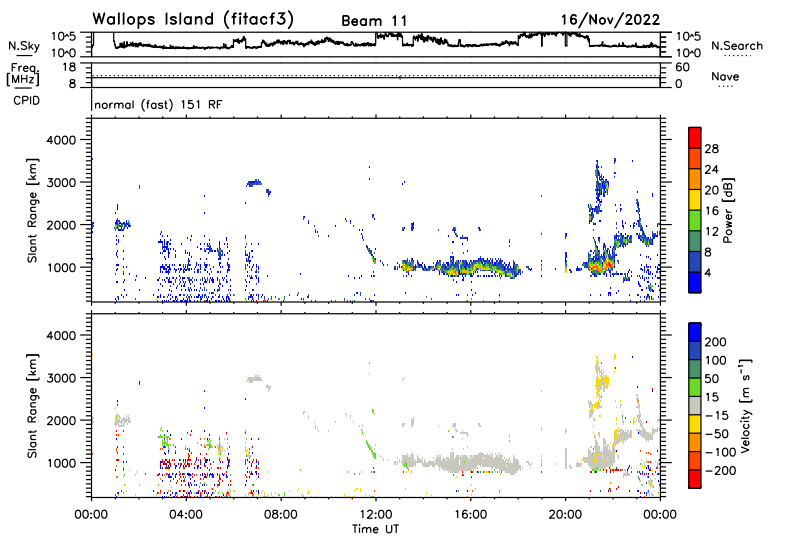 Wallops Island (fitacf3) Beam 11 16/Nov/2022
N.Sky 10^5 10^0 10^5 10^0 N.Search
Freq. [MHz] 18 8 60 0 Nave
CPID normal (fast) 151 RF
Slant Range [km] 4000 3000 2000 1000
28 24 20 16 12 8 4 Power [dB]
Slant Range [km] 4000 3000 2000 1000
200 100 50 15 -15 -50 -100 -200 Velocity [m s⁻¹]
00:00 04:00 08:00 12:00 16:00 20:00 00:00
Time UT